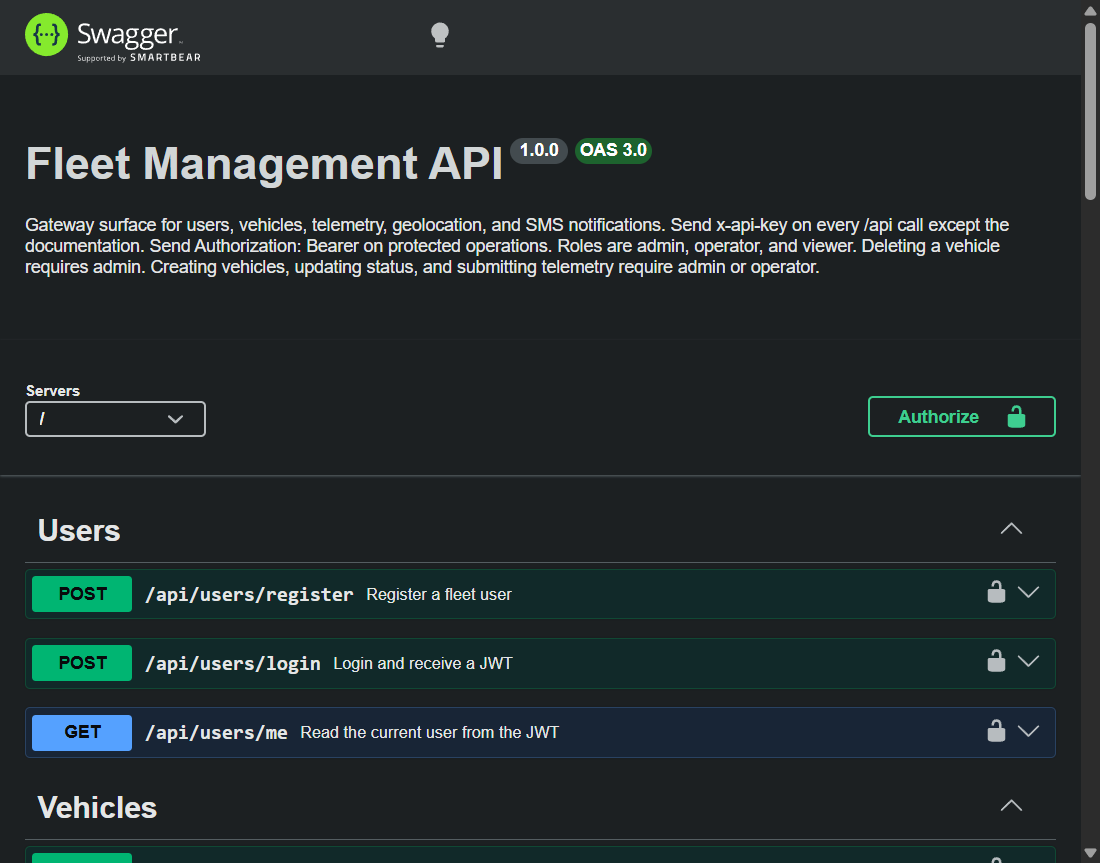 {...} Swagger
Supported by SMARTBEAR
Fleet Management API 1.0.0 OAS 3.0
Gateway surface for users, vehicles, telemetry, geolocation, and SMS notifications. Send x-api-key on every /api call except the
documentation. Send Authorization: Bearer on protected operations. Roles are admin, operator, and viewer. Deleting a vehicle
requires admin. Creating vehicles, updating status, and submitting telemetry require admin or operator.
Servers
/
Authorize
Users
POST /api/users/register Register a fleet user
POST /api/users/login Login and receive a JWT
GET /api/users/me Read the current user from the JWT
Vehicles